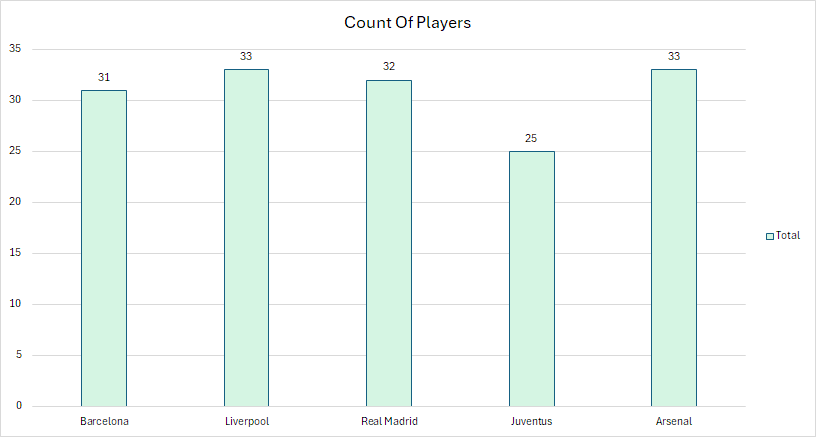 Count Of Players
35
30
25
20
15
10
5
0
31
33
32
25
33
Barcelona
Liverpool
Real Madrid
Juventus
Arsenal
Total